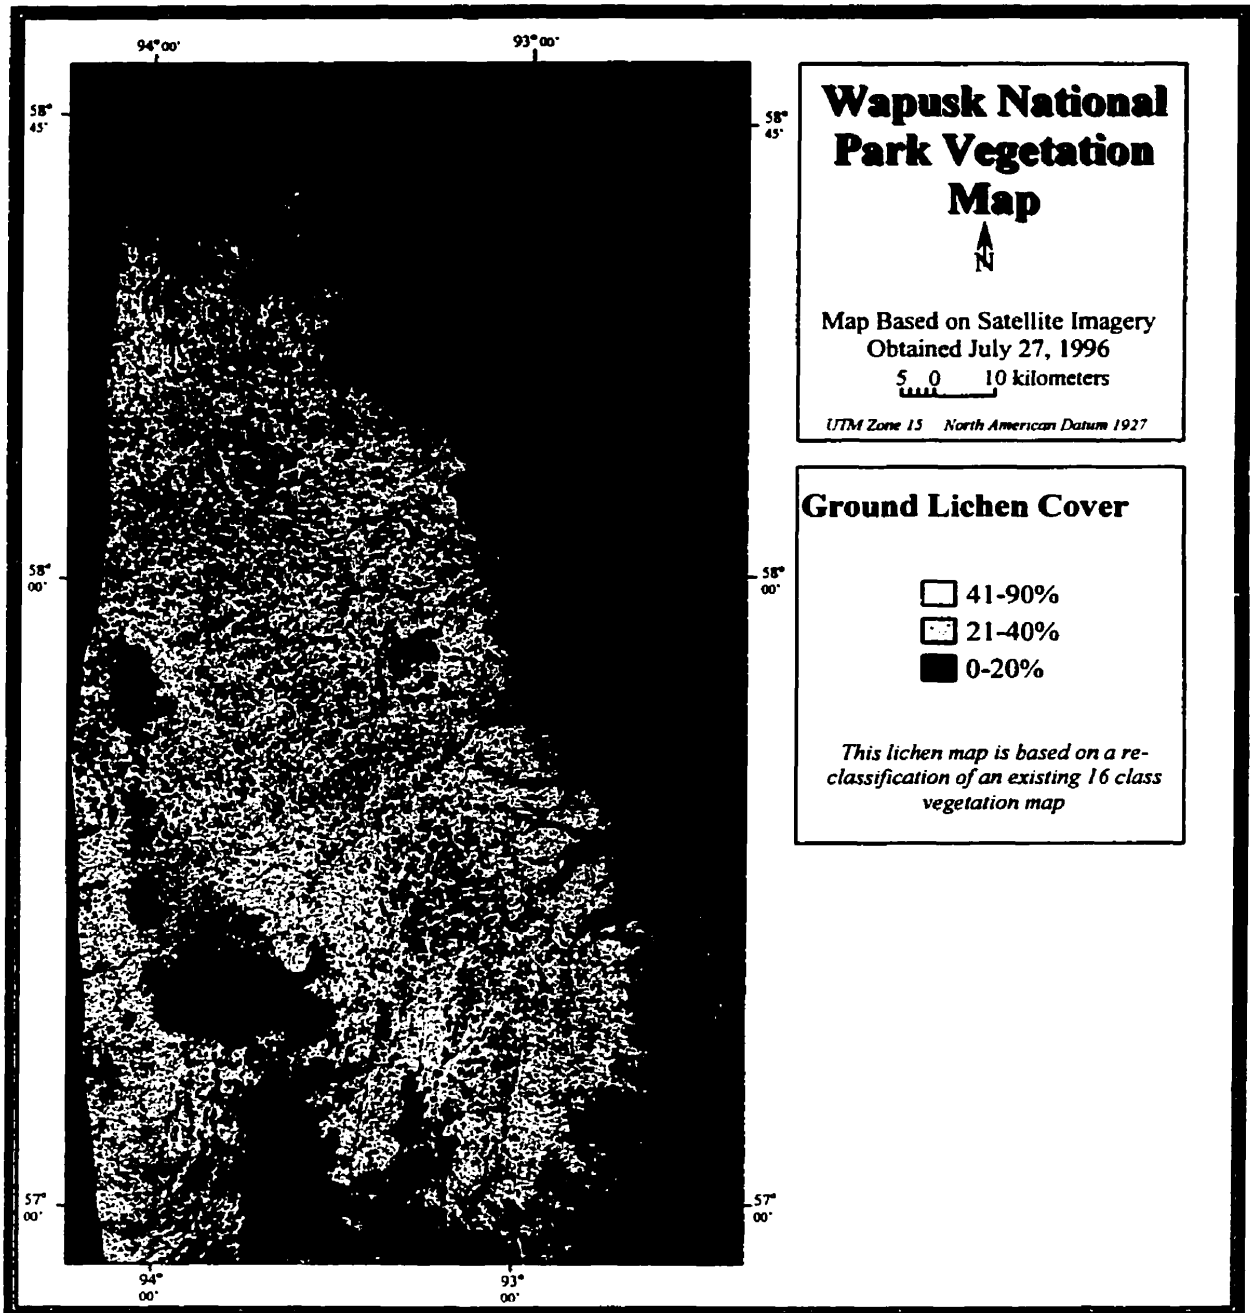 94° 00'
93° 00'
58°
45'
58°
45'
Wapusk National
Park Vegetation
Map
N
Map Based on Satellite Imagery
Obtained July 27, 1996
5 0 10 kilometers
UTM Zone 15 North American Datum 1927
Ground Lichen Cover
58°
00'
58°
00'
41-90%
21-40%
0-20%
This lichen map is based on a re-
classification of an existing 16 class
vegetation map
57°
00'
57°
00'
94°
00'
93°
00'